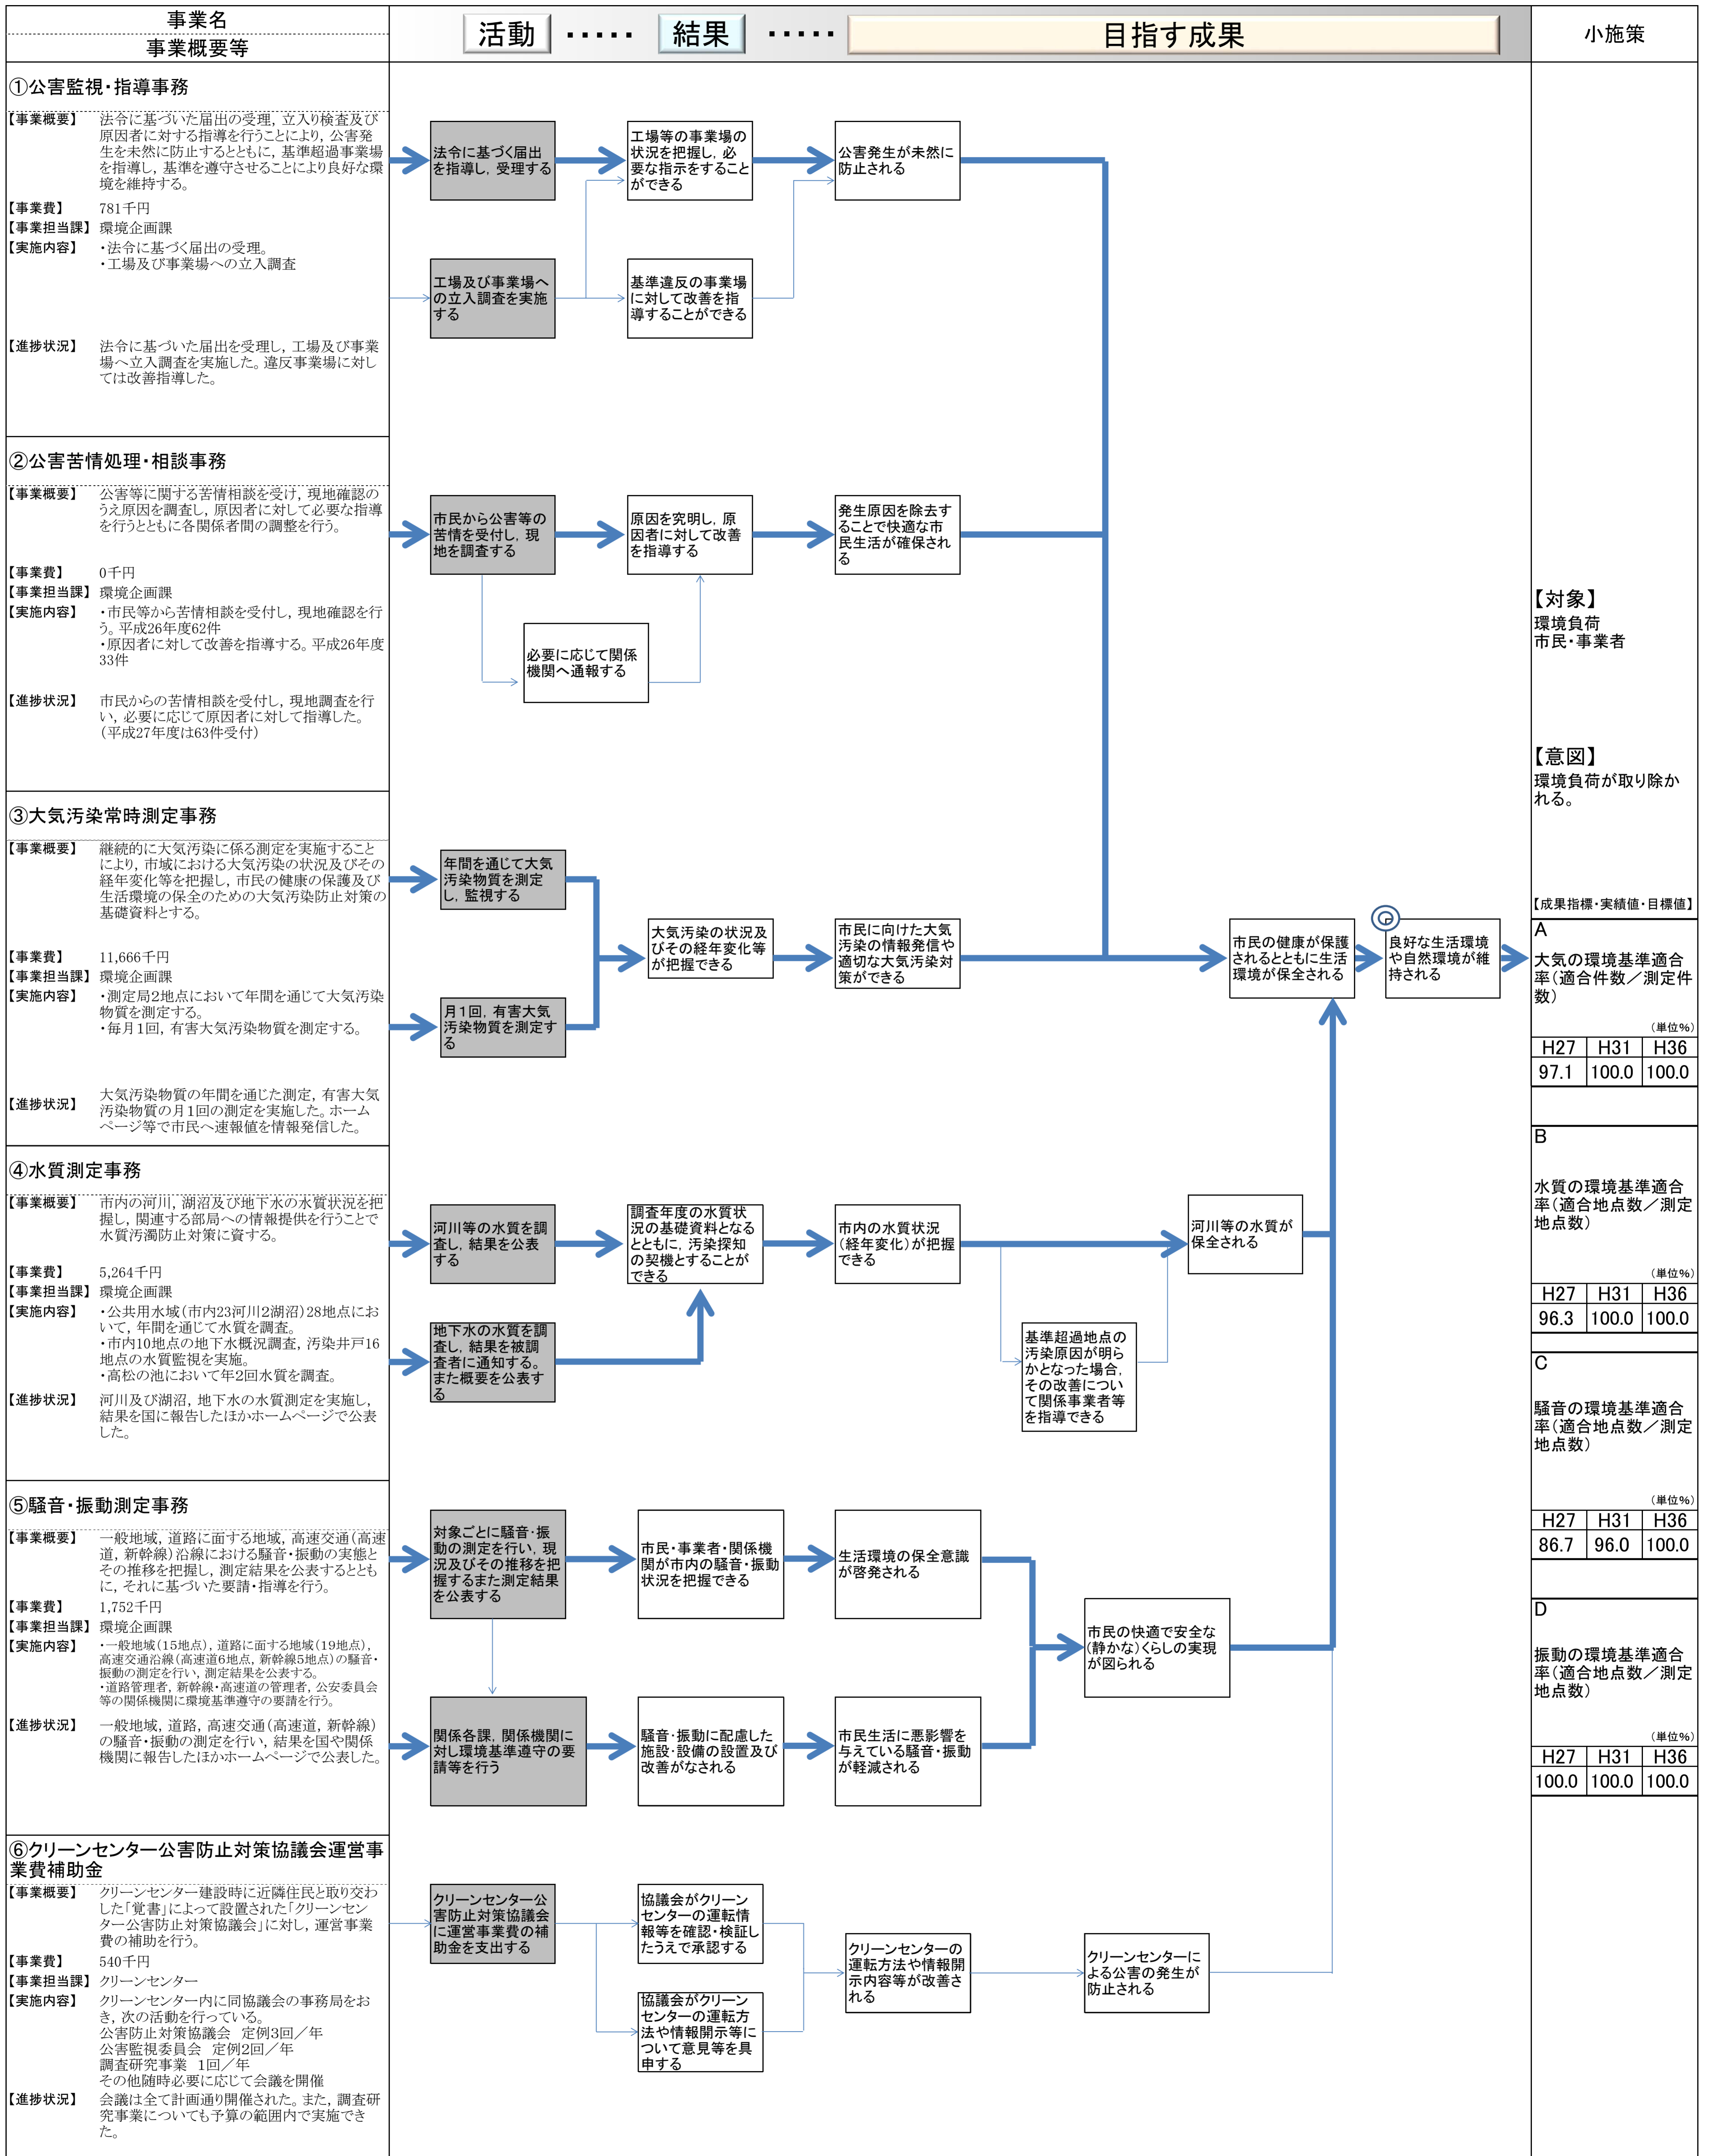 事業名
事業概要等
活動
・・・・・
結果
・・・・・
目指す成果
小施策
①公害監視・指導事務
【事業概要】
法令に基づいた届出の受理，立入り検査及び
原因者に対する指導を行うことにより，公害発
生を未然に防止するとともに，基準超過事業場
を指導し，基準を遵守させることにより良好な環
境を維持する。
【事業費】
781千円
【事業担当課】
環境企画課
【実施内容】
・法令に基づく届出の受理。
・工場及び事業場への立入調査
【進捗状況】
法令に基づいた届出を受理し，工場及び事業
場へ立入調査を実施した。違反事業場に対し
ては改善指導した。
法令に基づく届出
を指導し，受理する
工場等の事業場の
状況を把握し，必
要な指示をすること
ができる
公害発生が未然に
防止される
工場及び事業場へ
の立入調査を実施
する
基準違反の事業場
に対して改善を指
導することができる
②公害苦情処理・相談事務
【事業概要】
公害等に関する苦情相談を受け，現地確認の
うえ原因を調査し，原因者に対して必要な指導
を行うとともに各関係者間の調整を行う。
【事業費】
0千円
【事業担当課】
環境企画課
【実施内容】
・市民等から苦情相談を受付し，現地確認を行
う。平成26年度62件
・原因者に対して改善を指導する。平成26年度
33件
【進捗状況】
市民からの苦情相談を受付し，現地調査を行
い，必要に応じて原因者に対して指導した。
（平成27年度は63件受付）
市民から公害等の
苦情を受付し，現
地を調査する
原因を究明し，原
因者に対して改善
を指導する
発生原因を除去す
ることで快適な市
民生活が確保され
る
必要に応じて関係
機関へ通報する
③大気汚染常時測定事務
【事業概要】
継続的に大気汚染に係る測定を実施すること
により，市域における大気汚染の状況及びその
経年変化等を把握し，市民の健康の保護及び
生活環境の保全のための大気汚染防止対策の
基礎資料とする。
【事業費】
11,666千円
【事業担当課】
環境企画課
【実施内容】
・測定局２地点において年間を通じて大気汚染
物質を測定する。
・毎月１回，有害大気汚染物質を測定する。
【進捗状況】
大気汚染物質の年間を通じた測定，有害大気
汚染物質の月１回の測定を実施した。ホーム
ページ等で市民へ速報値を情報発信した。
年間を通じて大気
汚染物質を測定
し，監視する
月１回，有害大気
汚染物質を測定す
る
大気汚染の状況及
びその経年変化等
が把握できる
市民に向けた大気
汚染の情報発信や
適切な大気汚染対
策ができる
市民の健康が保護
されるとともに生活
環境が保全される
良好な生活環境
や自然環境が維
持される
④水質測定事務
【事業概要】
市内の河川，湖沼及び地下水の水質状況を把
握し，関連する部局への情報提供を行うことで
水質汚濁防止対策に資する。
【事業費】
5,264千円
【事業担当課】
環境企画課
【実施内容】
・公共用水域（市内23河川2湖沼）28地点にお
いて，年間を通じて水質を調査。
・市内10地点の地下水概況調査，汚染井戸16
地点の水質監視を実施。
・高松の池において年2回水質を調査。
【進捗状況】
河川及び湖沼，地下水の水質測定を実施し，
結果を国に報告したほかホームページで公表
した。
河川等の水質を調
査し，結果を公表
する
調査年度の水質状
況の基礎資料となる
とともに，汚染探知
の契機とすることが
できる
市内の水質状況
（経年変化）が把握
できる
河川等の水質が
保全される
地下水の水質を調
査し，結果を被調
査者に通知する。
また概要を公表す
る
基準超過地点の
汚染原因が明ら
かとなった場合，
その改善につい
て関係事業者等
を指導できる
⑤騒音・振動測定事務
【事業概要】
一般地域，道路に面する地域，高速交通（高速
道，新幹線）沿線における騒音・振動の実態と
その推移を把握し，測定結果を公表するととも
に，それに基づいた要請・指導を行う。
【事業費】
1,752千円
【事業担当課】
環境企画課
【実施内容】
・一般地域（１５地点），道路に面する地域（１９地点），
高速交通沿線（高速道6地点，新幹線5地点）の騒音・
振動の測定を行い，測定結果を公表する。
・道路管理者，新幹線・高速道の管理者，公安委員会
等の関係機関に環境基準遵守の要請を行う。
【進捗状況】
一般地域，道路，高速交通（高速道，新幹線）
の騒音・振動の測定を行い，結果を国や関係
機関に報告したほかホームページで公表した。
対象ごとに騒音・振
動の測定を行い，現
況及びその推移を把
握するまた測定結果
を公表する
市民・事業者・関係機
関が市内の騒音・振動
状況を把握できる
生活環境の保全意識
が啓発される
市民の快適で安全な
（静かな）くらしの実現
が図られる
関係各課，関係機関に
対し環境基準遵守の要
請等を行う
騒音・振動に配慮した
施設・設備の設置及び
改善がなされる
市民生活に悪影響を
与えている騒音・振動
が軽減される
⑥クリーンセンター公害防止対策協議会運営事
業費補助金
【事業概要】
クリーンセンター建設時に近隣住民と取り交わ
した「覚書」によって設置された「クリーンセン
ター公害防止対策協議会」に対し，運営事業
費の補助を行う。
【事業費】
540千円
【事業担当課】
クリーンセンター
【実施内容】
クリーンセンター内に同協議会の事務局をお
き，次の活動を行っている。
公害防止対策協議会　定例3回／年
公害監視委員会　定例2回／年
調査研究事業　1回／年
その他随時必要に応じて会議を開催
【進捗状況】
会議は全て計画通り開催された。また，調査研
究事業についても予算の範囲内で実施でき
た。
クリーンセンター公
害防止対策協議会
に運営事業費の補
助金を支出する
協議会がクリーン
センターの運転情
報等を確認・検証し
たうえで承認する
協議会がクリーン
センターの運転方
法や情報開示等に
ついて意見等を具
申する
クリーンセンターの
運転方法や情報開
示内容等が改善さ
れる
クリーンセンターに
よる公害の発生が
防止される
【対象】
環境負荷
市民・事業者
【意図】
環境負荷が取り除か
れる。
【成果指標・実績値・目標値】
A
大気の環境基準適合
率（適合件数／測定件
数）
（単位％）
H27 H31 H36
97.1 100.0 100.0
B
水質の環境基準適合
率（適合地点数／測定
地点数）
（単位％）
H27 H31 H36
96.3 100.0 100.0
C
騒音の環境基準適合
率（適合地点数／測定
地点数）
（単位％）
H27 H31 H36
86.7 96.0 100.0
D
振動の環境基準適合
率（適合地点数／測定
地点数）
（単位％）
H27 H31 H36
100.0 100.0 100.0